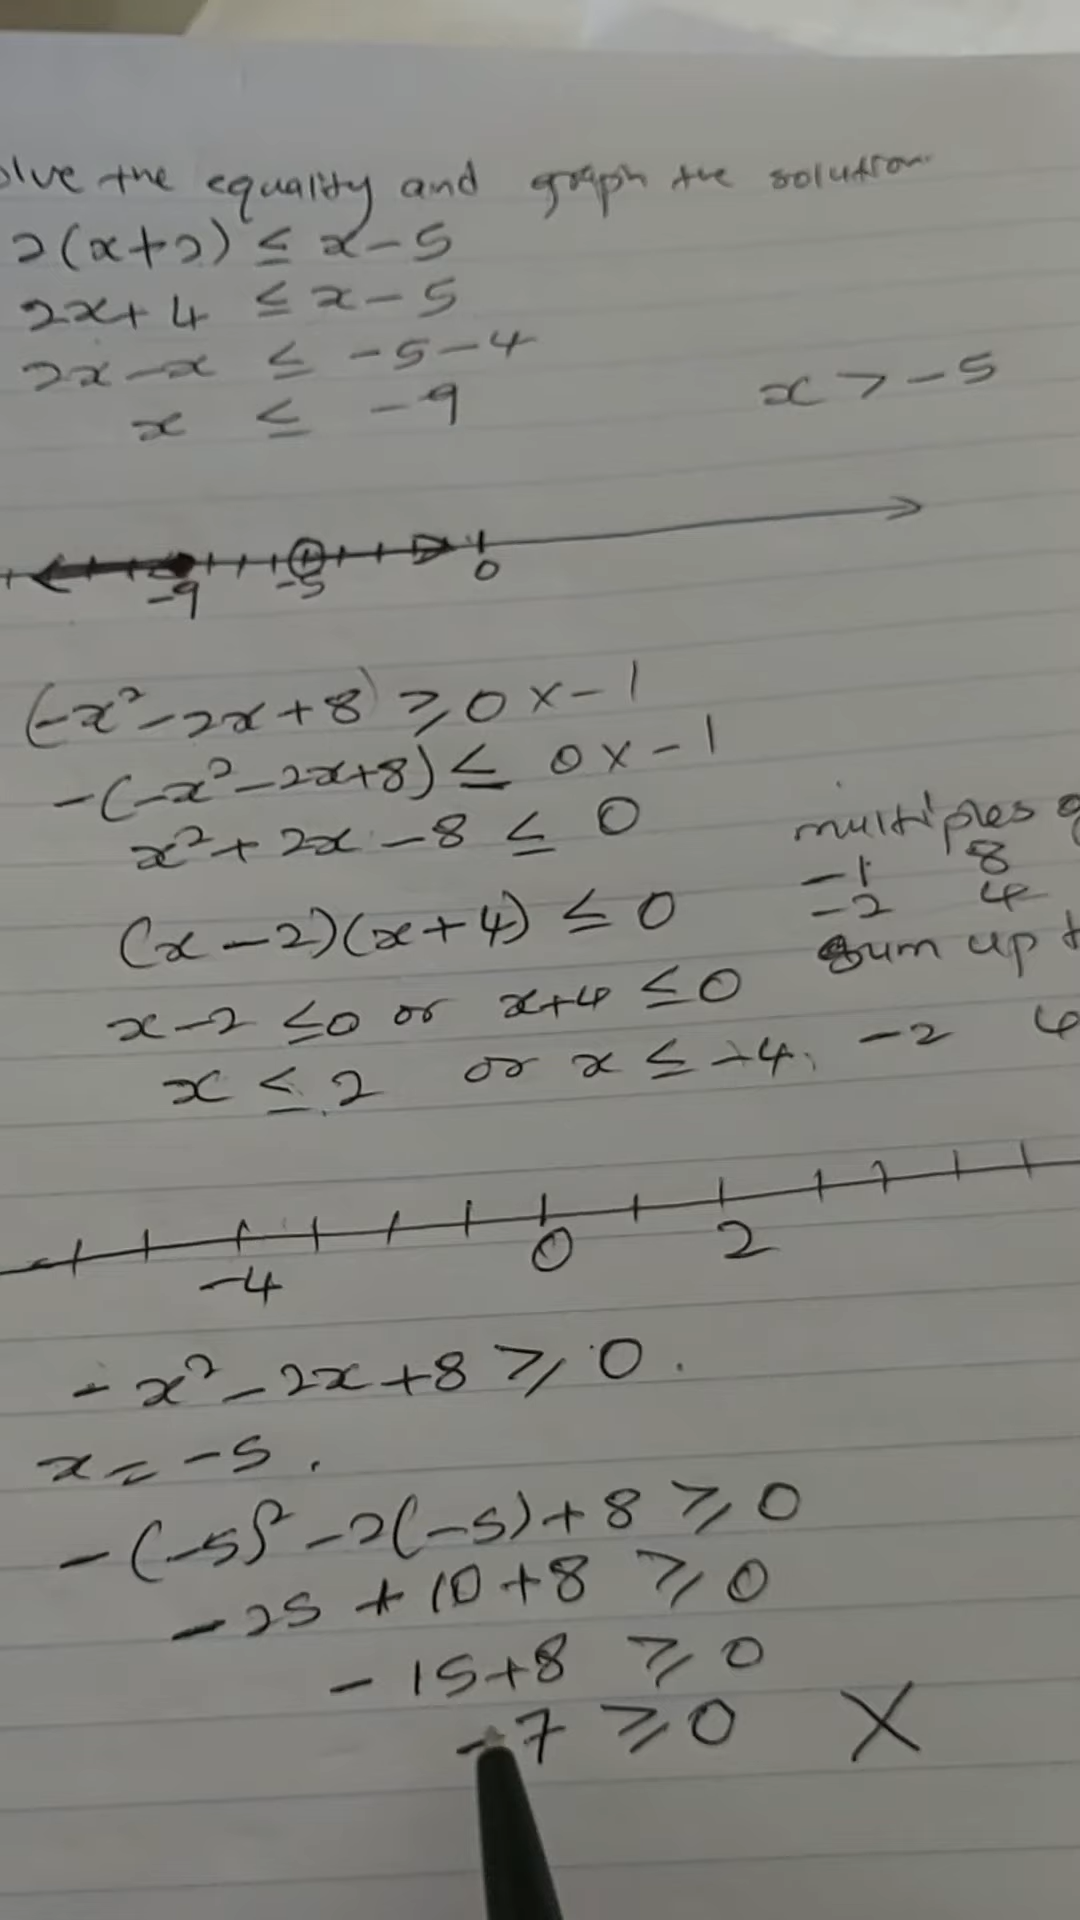 olve the equality and graph the solution.
2(x+2) ≤ x-5
2x+4 ≤ x-5
2x-x ≤ -5-4
x ≤ -9
x > -5
-9 -5 0
(-x²-2x+8) ≥ 0 x-1
-(-x²-2x+8) ≤ 0 x-1
x²+2x-8 ≤ 0
multiples
-1 8
(x-2)(x+4) ≤ 0
-2 4
sum up
x-2 ≤0 or x+4 ≤0
x ≤ 2 or x ≤ -4, -2 4
-4 0 2
-x²-2x+8 ≥ 0.
x = -5.
-(-5)²-2(-5)+8 ≥ 0
-25+10+8 ≥ 0
-15+8 ≥ 0
-7 ≥ 0 X